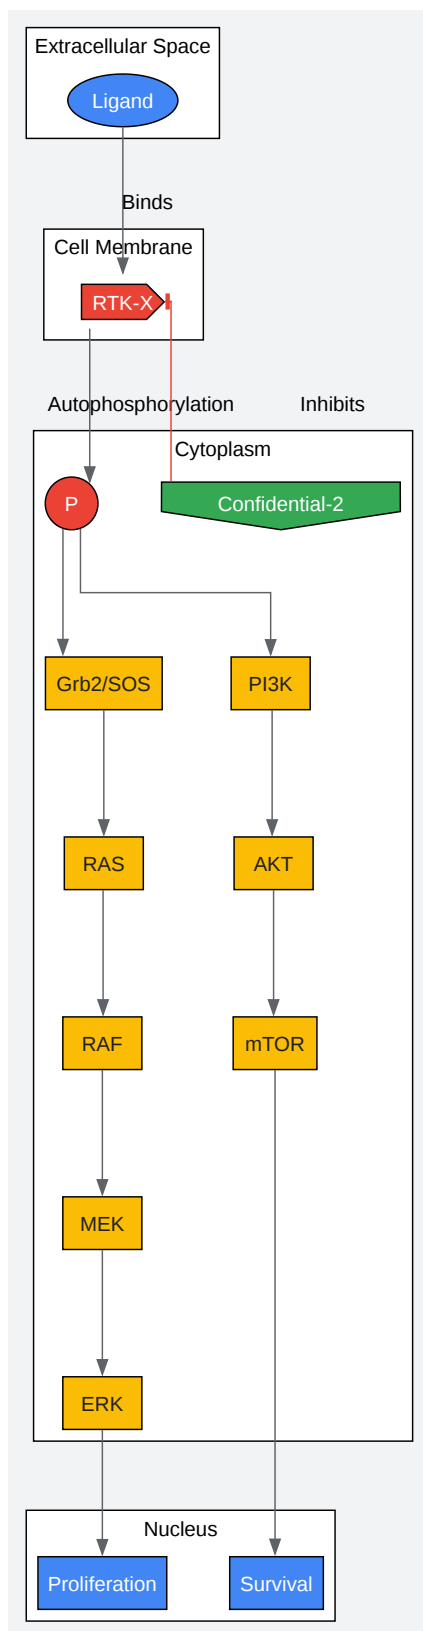 Extracellular Space
Ligand
Binds
Cell Membrane
RTK-X
Autophosphorylation
Inhibits
Cytoplasm
P
Confidential-2
Grb2/SOS
PI3K
RAS
AKT
RAF
mTOR
MEK
ERK
Nucleus
Proliferation
Survival